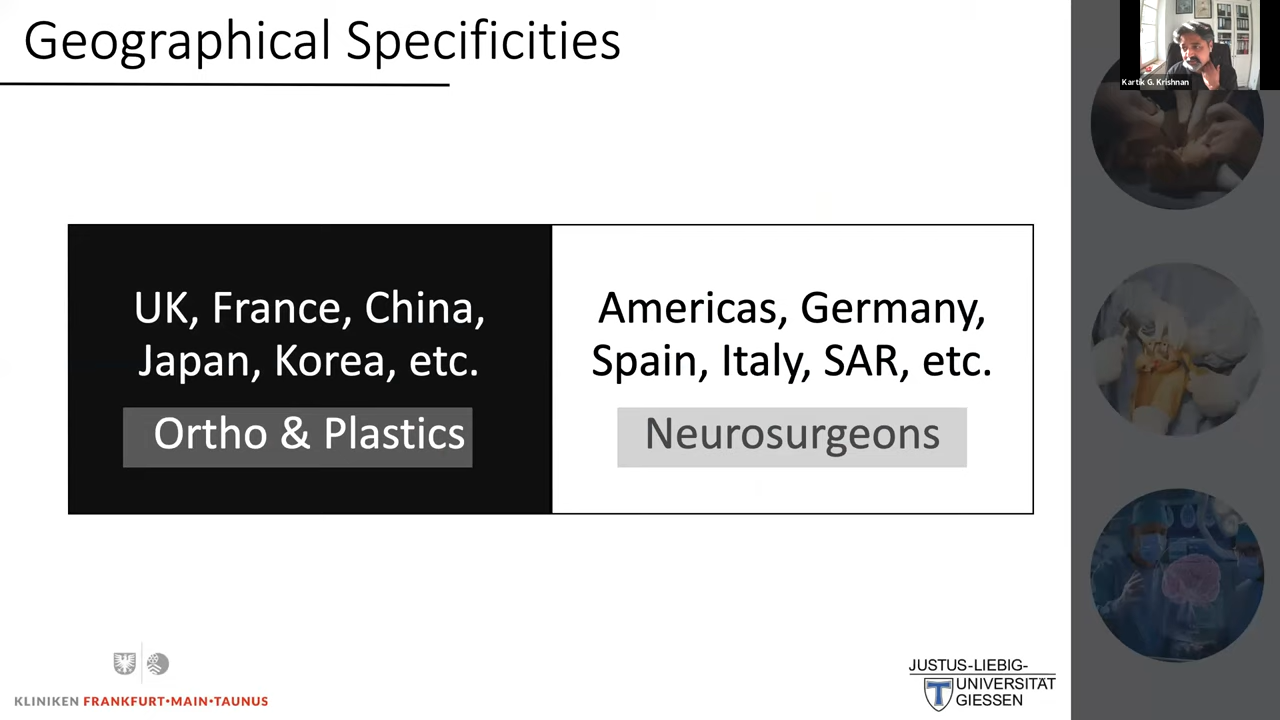 Geographical Specificities
Kartik G. Krishnan
UK, France, China,
Japan, Korea, etc.
Ortho & Plastics
Americas, Germany,
Spain, Italy, SAR, etc.
Neurosurgeons
KLINIKEN FRANKFURT•MAIN•TAUNUS
JUSTUS-LIEBIG-
UNIVERSITÄT
GIESSEN